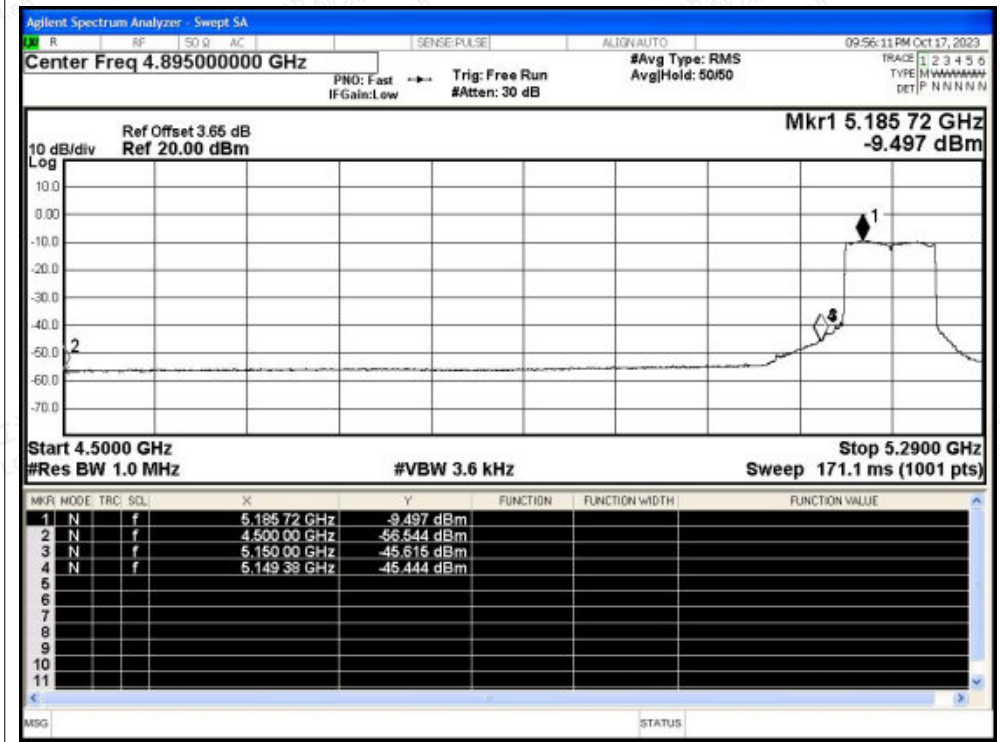 Agilent Spectrum Analyzer - Swept SA
R RF 50 Ω AC SENSE:PULSE ALIGN AUTO 09:56:11 PM Oct 17, 2023
Center Freq 4.895000000 GHz
PNO: Fast Trig: Free Run #Avg Type: RMS TRACE 1 2 3 4 5 6
IFGain:Low #Atten: 30 dB Avg|Hold: 50/50 TYPE M
DET P N N N N N
Ref Offset 3.65 dB Mkr1 5.185 72 GHz
10 dB/div Ref 20.00 dBm -9.497 dBm
Log
10.0
0.00
1
-10.0
-20.0
-30.0
-40.0
-50.0 2
-60.0
-70.0
Start 4.5000 GHz Stop 5.2900 GHz
#Res BW 1.0 MHz #VBW 3.6 kHz Sweep 171.1 ms (1001 pts)
MKR MODE TRC SCL X Y FUNCTION FUNCTION WIDTH FUNCTION VALUE
1 N f 5.185 72 GHz -9.497 dBm
2 N f 4.500 00 GHz -56.544 dBm
3 N f 5.150 00 GHz -45.615 dBm
4 N f 5.149 38 GHz -45.444 dBm
5
6
7
8
9
10
11
MSG STATUS